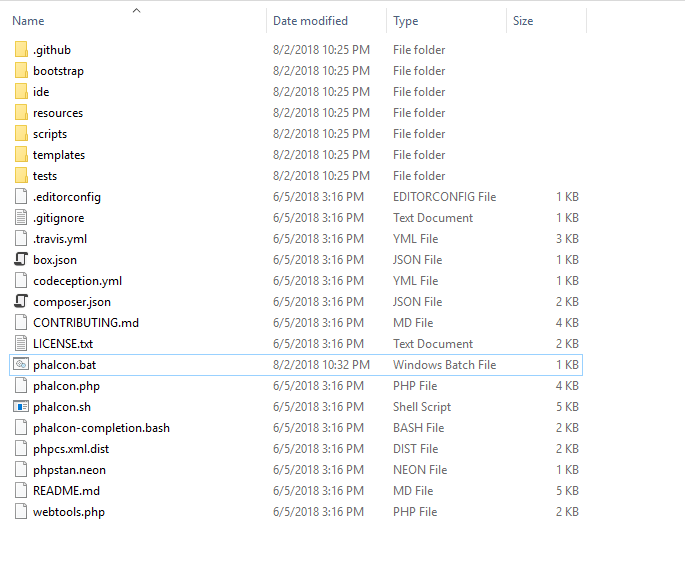 Name Date modified Type Size
.github 8/2/2018 10:25 PM File folder
bootstrap 8/2/2018 10:25 PM File folder
ide 8/2/2018 10:25 PM File folder
resources 8/2/2018 10:25 PM File folder
scripts 8/2/2018 10:25 PM File folder
templates 8/2/2018 10:25 PM File folder
tests 8/2/2018 10:25 PM File folder
.editorconfig 6/5/2018 3:16 PM EDITORCONFIG File 1 KB
.gitignore 6/5/2018 3:16 PM Text Document 1 KB
.travis.yml 6/5/2018 3:16 PM YML File 3 KB
box.json 6/5/2018 3:16 PM JSON File 1 KB
codeception.yml 6/5/2018 3:16 PM YML File 1 KB
composer.json 6/5/2018 3:16 PM JSON File 2 KB
CONTRIBUTING.md 6/5/2018 3:16 PM MD File 4 KB
LICENSE.txt 6/5/2018 3:16 PM Text Document 2 KB
phalcon.bat 8/2/2018 10:32 PM Windows Batch File 1 KB
phalcon.php 6/5/2018 3:16 PM PHP File 4 KB
phalcon.sh 6/5/2018 3:16 PM Shell Script 5 KB
phalcon-completion.bash 6/5/2018 3:16 PM BASH File 2 KB
phpcs.xml.dist 6/5/2018 3:16 PM DIST File 2 KB
phpstan.neon 6/5/2018 3:16 PM NEON File 1 KB
README.md 6/5/2018 3:16 PM MD File 5 KB
webtools.php 6/5/2018 3:16 PM PHP File 2 KB